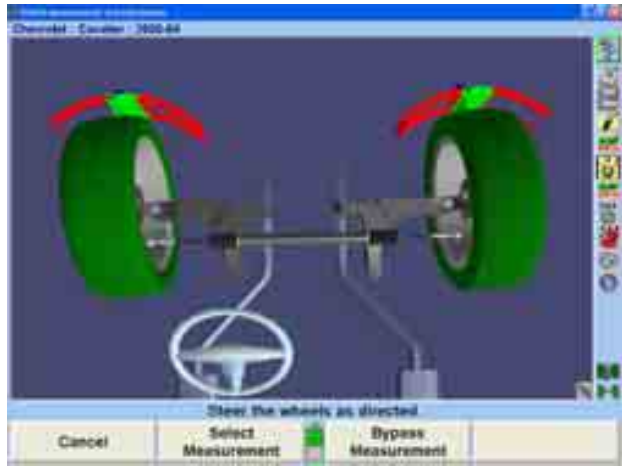 Chevrolet : Cavalier : 2000-04
Steer the wheels as directed
Cancel
Select Measurement
Bypass Measurement